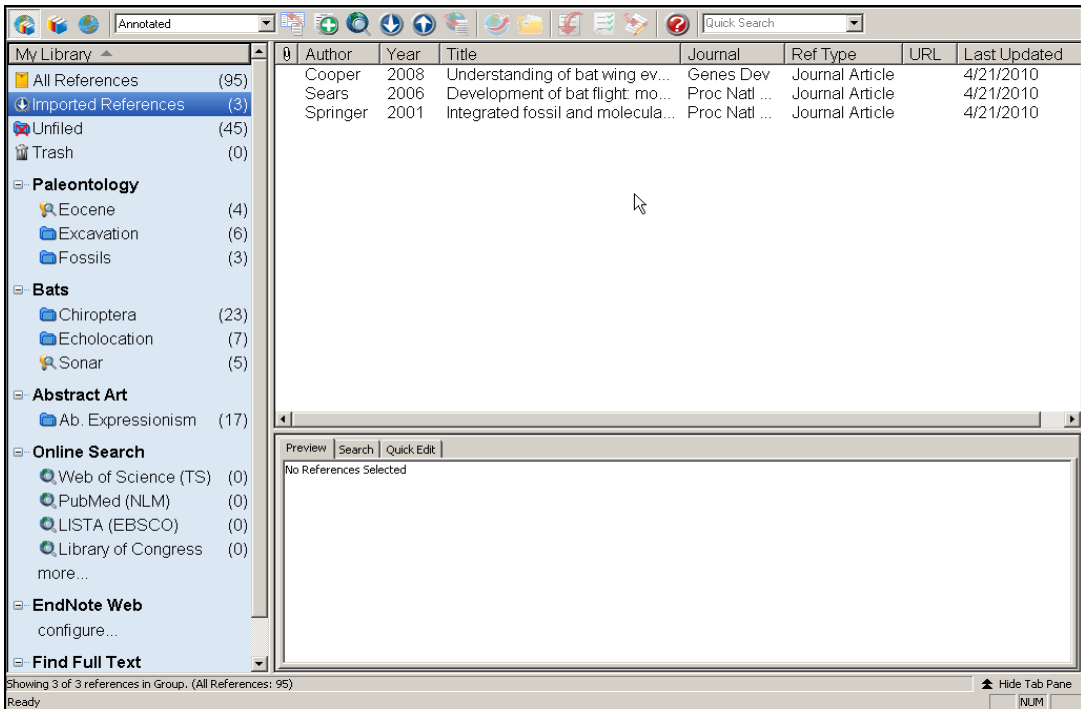 Annotated
Quick Search
My Library
All References (95)
Imported References (3)
Unfiled (45)
Trash (0)
Paleontology
Eocene (4)
Excavation (6)
Fossils (3)
Bats
Chiroptera (23)
Echolocation (7)
Sonar (5)
Abstract Art
Ab. Expressionism (17)
Online Search
Web of Science (TS) (0)
PubMed (NLM) (0)
LISTA (EBSCO) (0)
Library of Congress (0)
more...
EndNote Web
configure...
Find Full Text
Author Year Title Journal Ref Type URL Last Updated
Cooper 2008 Understanding of bat wing ev... Genes Dev Journal Article 4/21/2010
Sears 2006 Development of bat flight: mo... Proc Natl ... Journal Article 4/21/2010
Springer 2001 Integrated fossil and molecula... Proc Natl ... Journal Article 4/21/2010
Preview Search Quick Edit
No References Selected
Showing 3 of 3 references in Group. (All References: 95)
Hide Tab Pane
Ready
NUM